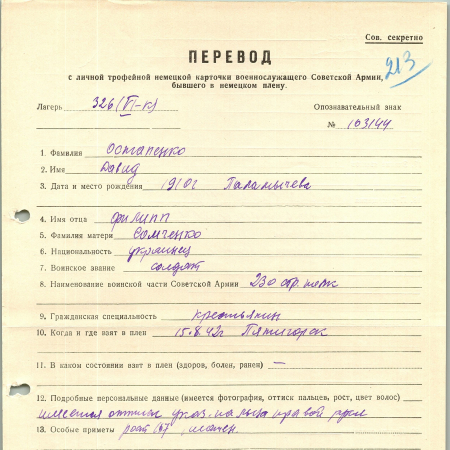 Сов. секретно
213
ПЕРЕВОД
с личной трофейной немецкой карточки военнослужащего Советской Армии,
бывшего в немецком плену.
Лагерь 326 (VI-к) Опознавательный знак
№ 103144
1. Фамилия Остапенко
2. Имя Давид
3. Дата и место рождения 1910г
4. Имя отца Филипп
5. Фамилия матери Самченко
6. Национальность украинец
7. Воинское звание солдат
8. Наименование воинской части Советской Армии 230
9. Гражданская специальность крестьянин
10. Когда и где взят в плен 15.8.42г Пятигорск
11. В каком состоянии взят в плен (здоров, болен, ранен) —
12. Подробные персональные данные (имеется фотография, оттиск пальцев, рост, цвет волос)
имеется оттиск указ. пальца правой руки
13. Особые приметы рост